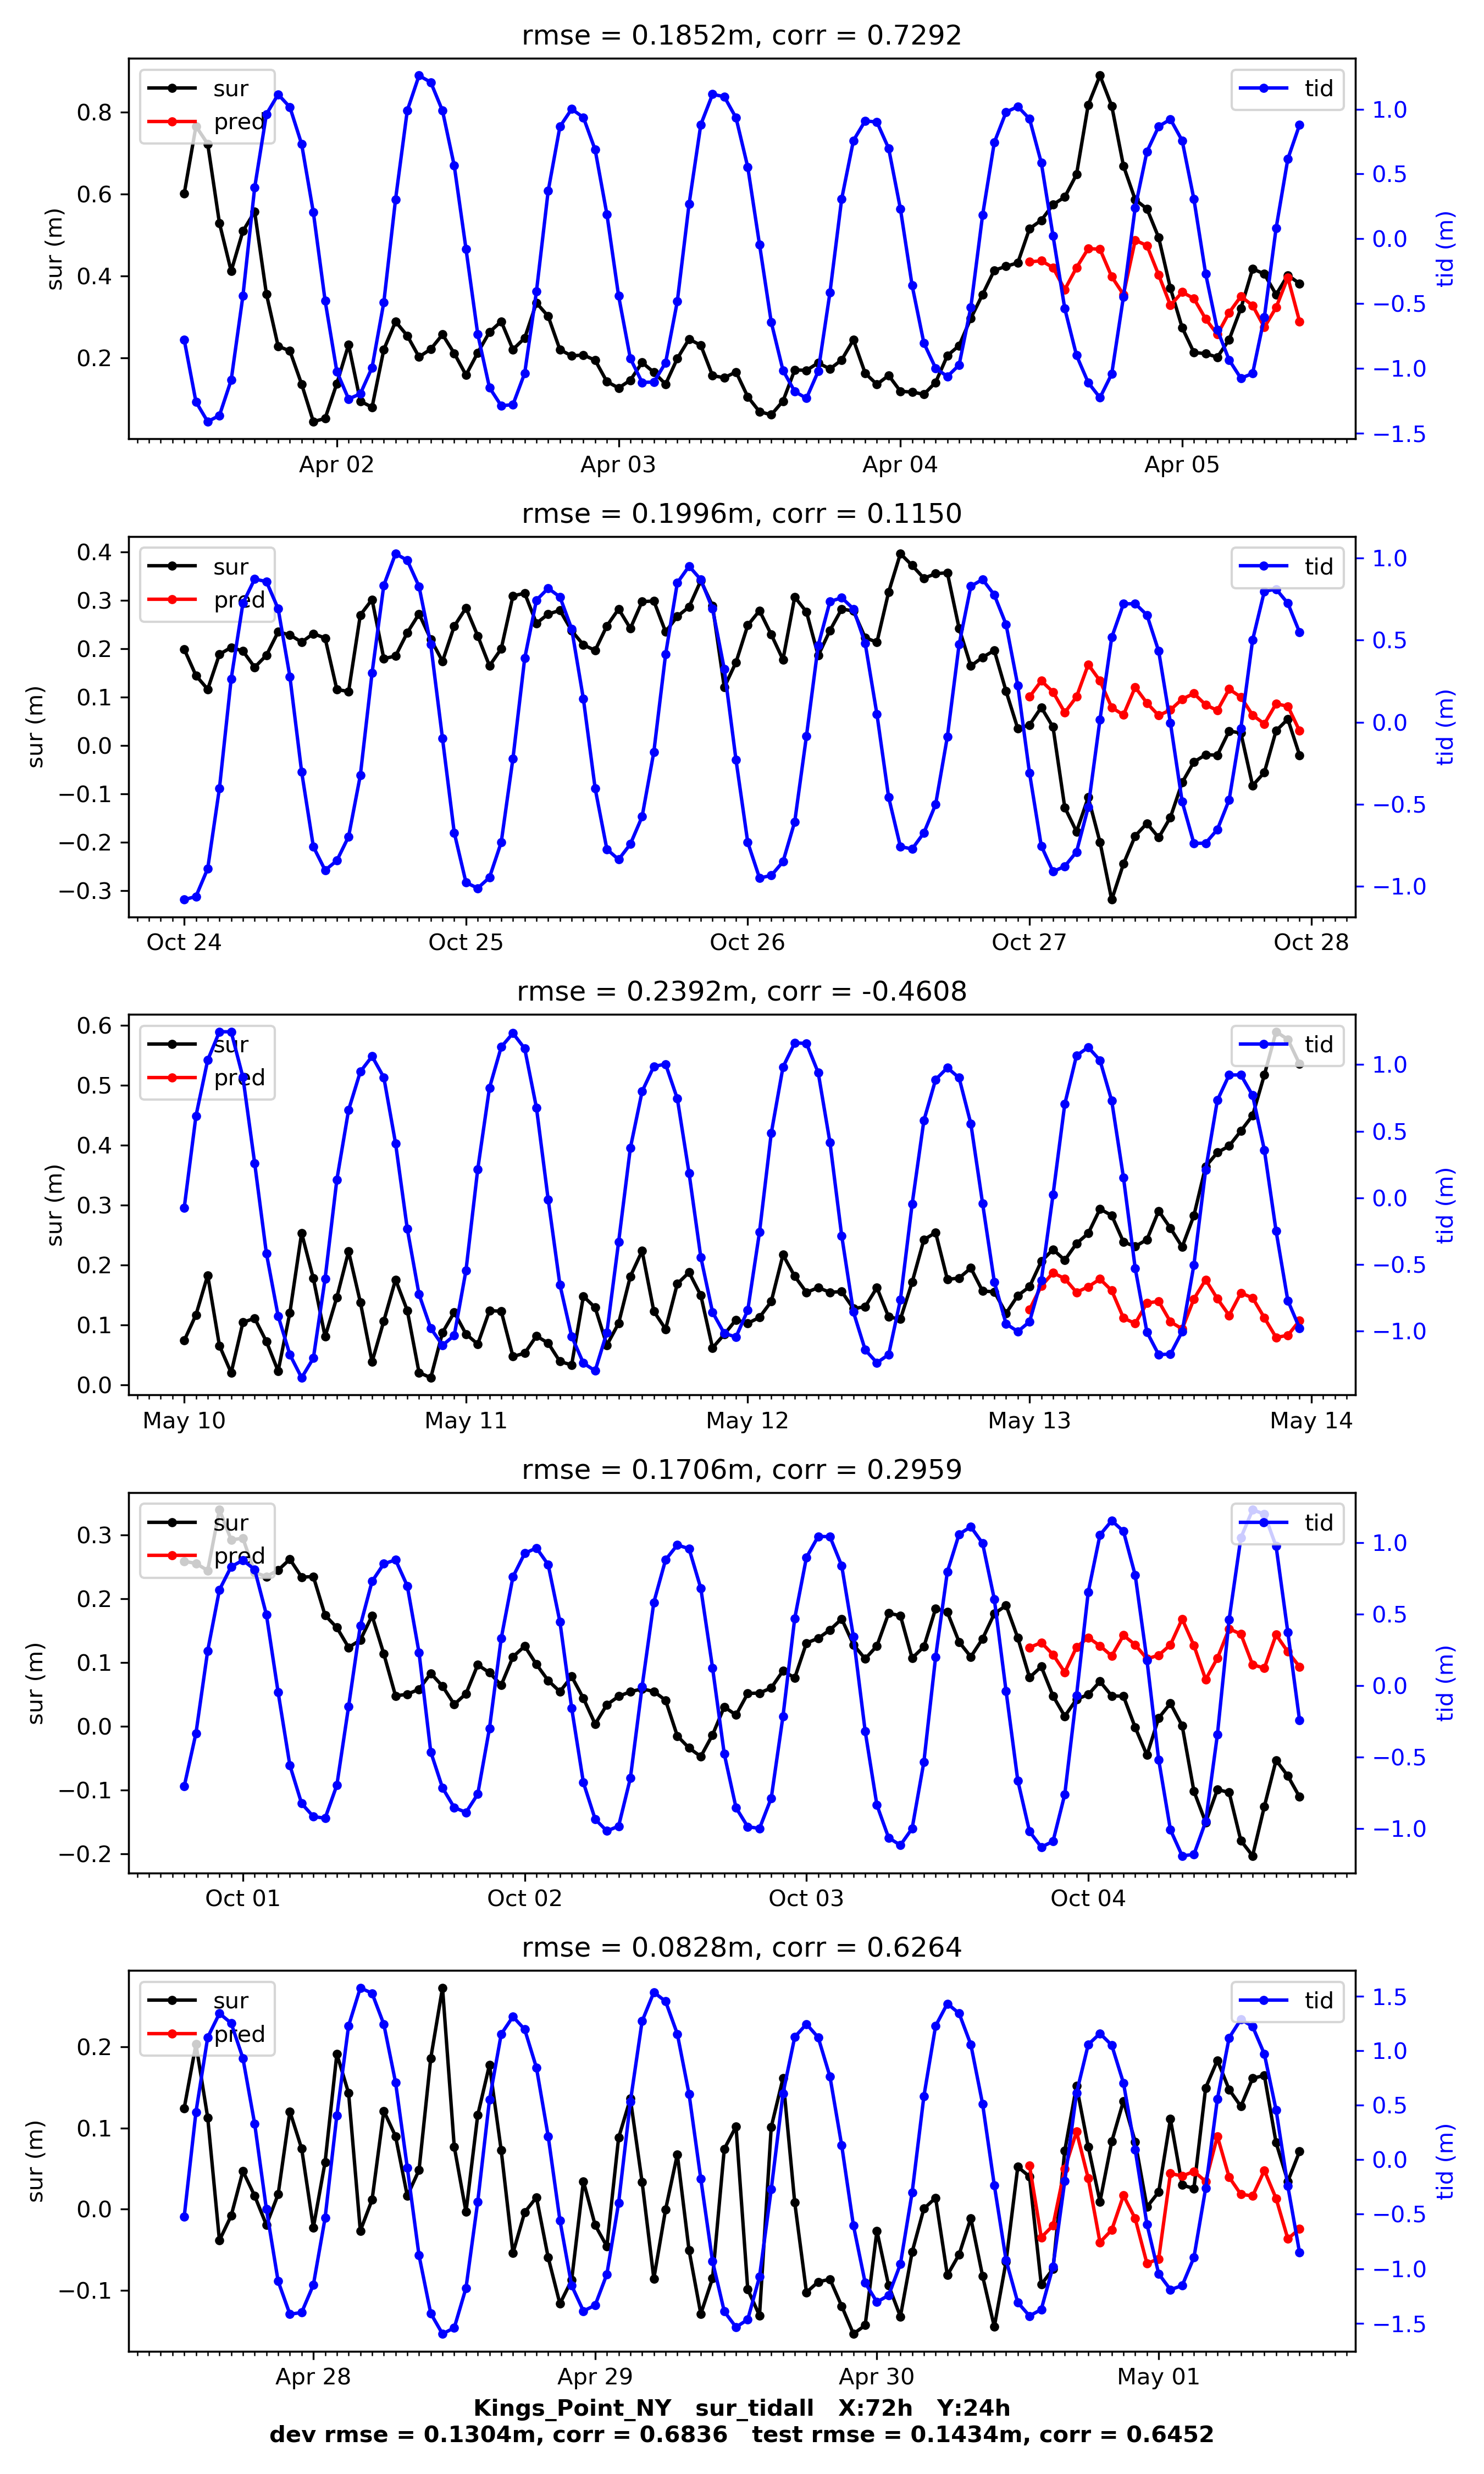 rmse = 0.1852m, corr = 0.7292
sur
pred
tid
0.8
0.6
0.4
0.2
sur (m)
1.0
0.5
0.0
−0.5
−1.0
−1.5
tid (m)
Apr 02 Apr 03 Apr 04 Apr 05
rmse = 0.1996m, corr = 0.1150
sur
pred
tid
0.4
0.3
0.2
0.1
0.0
−0.1
−0.2
−0.3
sur (m)
1.0
0.5
0.0
−0.5
−1.0
tid (m)
Oct 24 Oct 25 Oct 26 Oct 27 Oct 28
rmse = 0.2392m, corr = -0.4608
sur
pred
tid
0.6
0.5
0.4
0.3
0.2
0.1
0.0
sur (m)
1.0
0.5
0.0
−0.5
−1.0
tid (m)
May 10 May 11 May 12 May 13 May 14
rmse = 0.1706m, corr = 0.2959
sur
pred
tid
0.3
0.2
0.1
0.0
−0.1
−0.2
sur (m)
1.0
0.5
0.0
−0.5
−1.0
tid (m)
Oct 01 Oct 02 Oct 03 Oct 04
rmse = 0.0828m, corr = 0.6264
sur
pred
tid
0.2
0.1
0.0
−0.1
sur (m)
1.5
1.0
0.5
0.0
−0.5
−1.0
−1.5
tid (m)
Apr 28 Apr 29 Apr 30 May 01
Kings_Point_NY sur_tidall X:72h Y:24h
dev rmse = 0.1304m, corr = 0.6836 test rmse = 0.1434m, corr = 0.6452